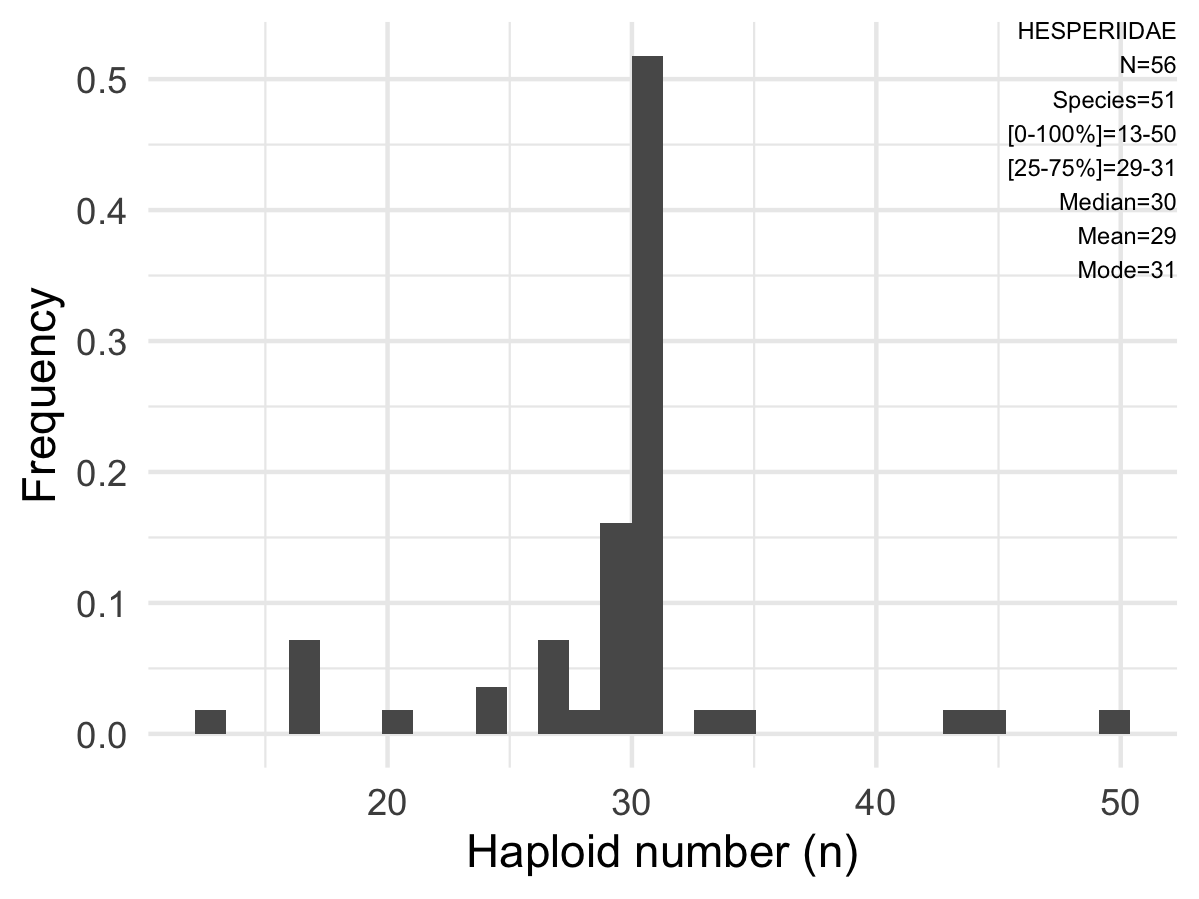 HESPERIIDAE
N=56
Species=51
[0-100%]=13-50
[25-75%]=29-31
Median=30
Mean=29
Mode=31
0.5
0.4
0.3
0.2
0.1
0.0
Frequency
20 30 40 50
Haploid number (n)